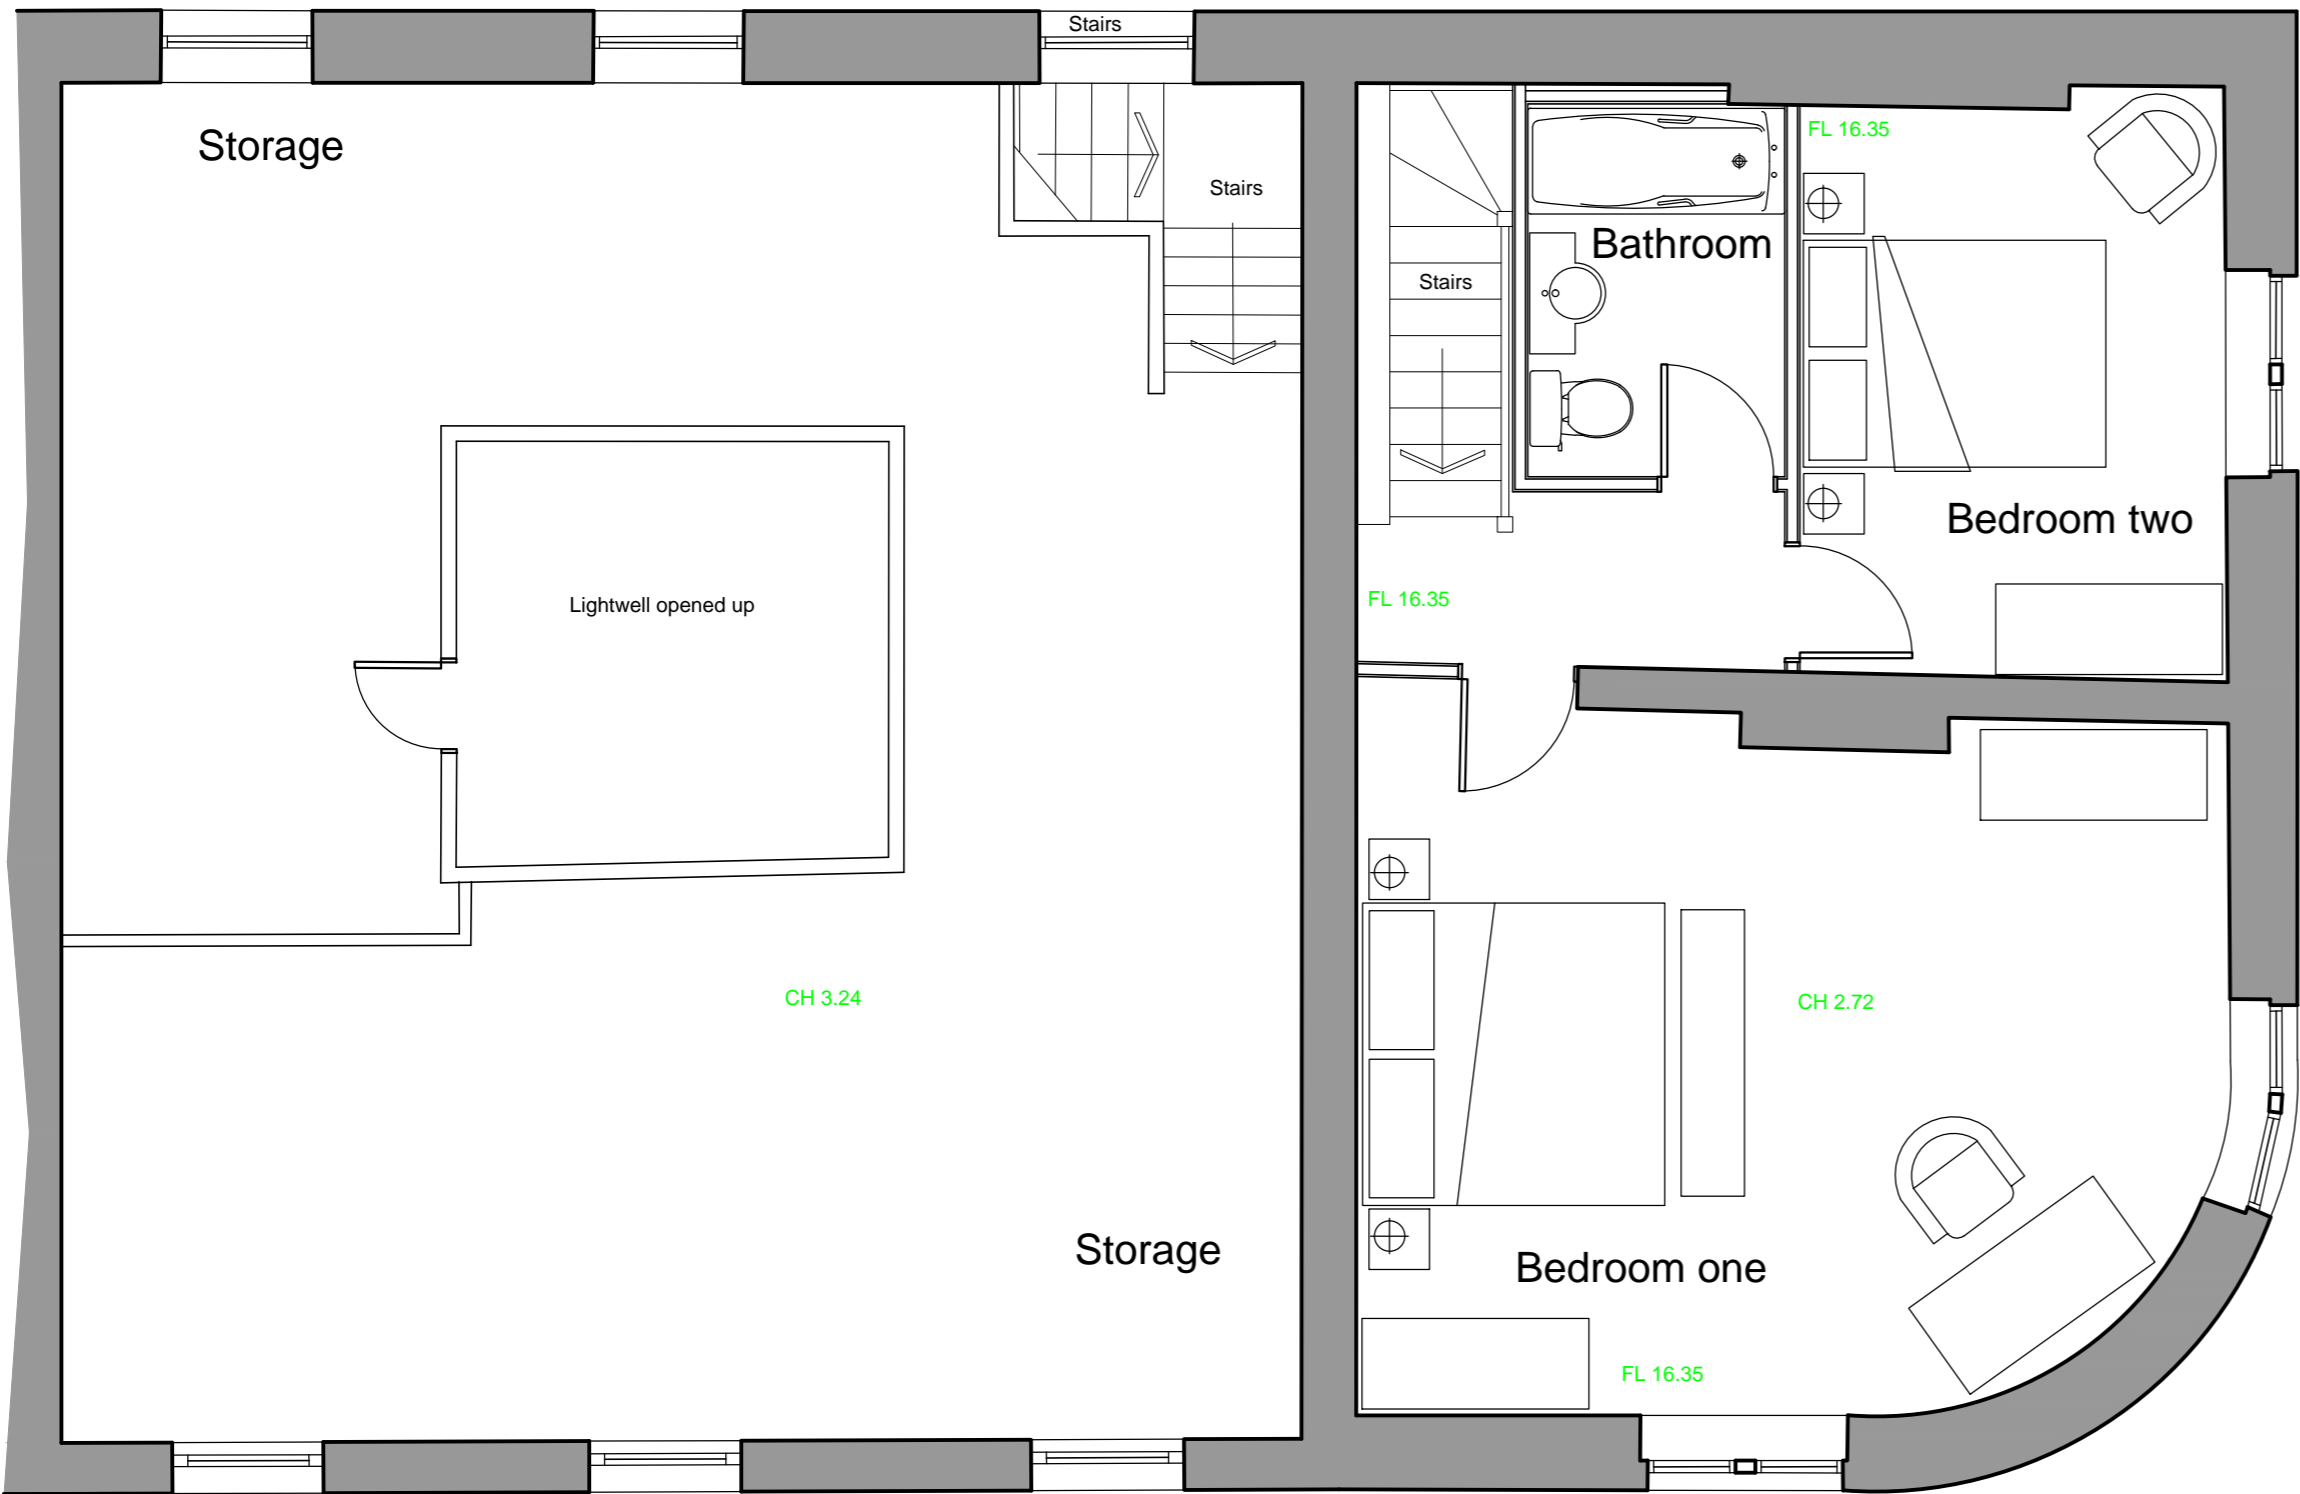 Stairs
Storage
Stairs
FL 16.35
Bathroom
Stairs
Bedroom two
Lightwell opened up
FL 16.35
CH 3.24
CH 2.72
Storage
Bedroom one
FL 16.35